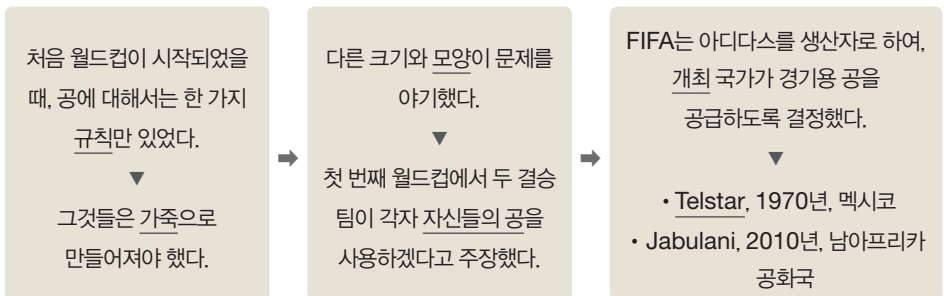 처음 월드컵이 시작되었을
때, 공에 대해서는 한 가지
규칙만 있었다.
▼
그것들은 가죽으로
만들어져야 했다.
➡
다른 크기와 모양이 문제를
야기했다.
▼
첫 번째 월드컵에서 두 결승
팀이 각자 자신들의 공을
사용하겠다고 주장했다.
➡
FIFA는 아디다스를 생산자로 하여,
개최 국가가 경기용 공을
공급하도록 결정했다.
▼
• Telstar, 1970년, 멕시코
• Jabulani, 2010년, 남아프리카
공화국